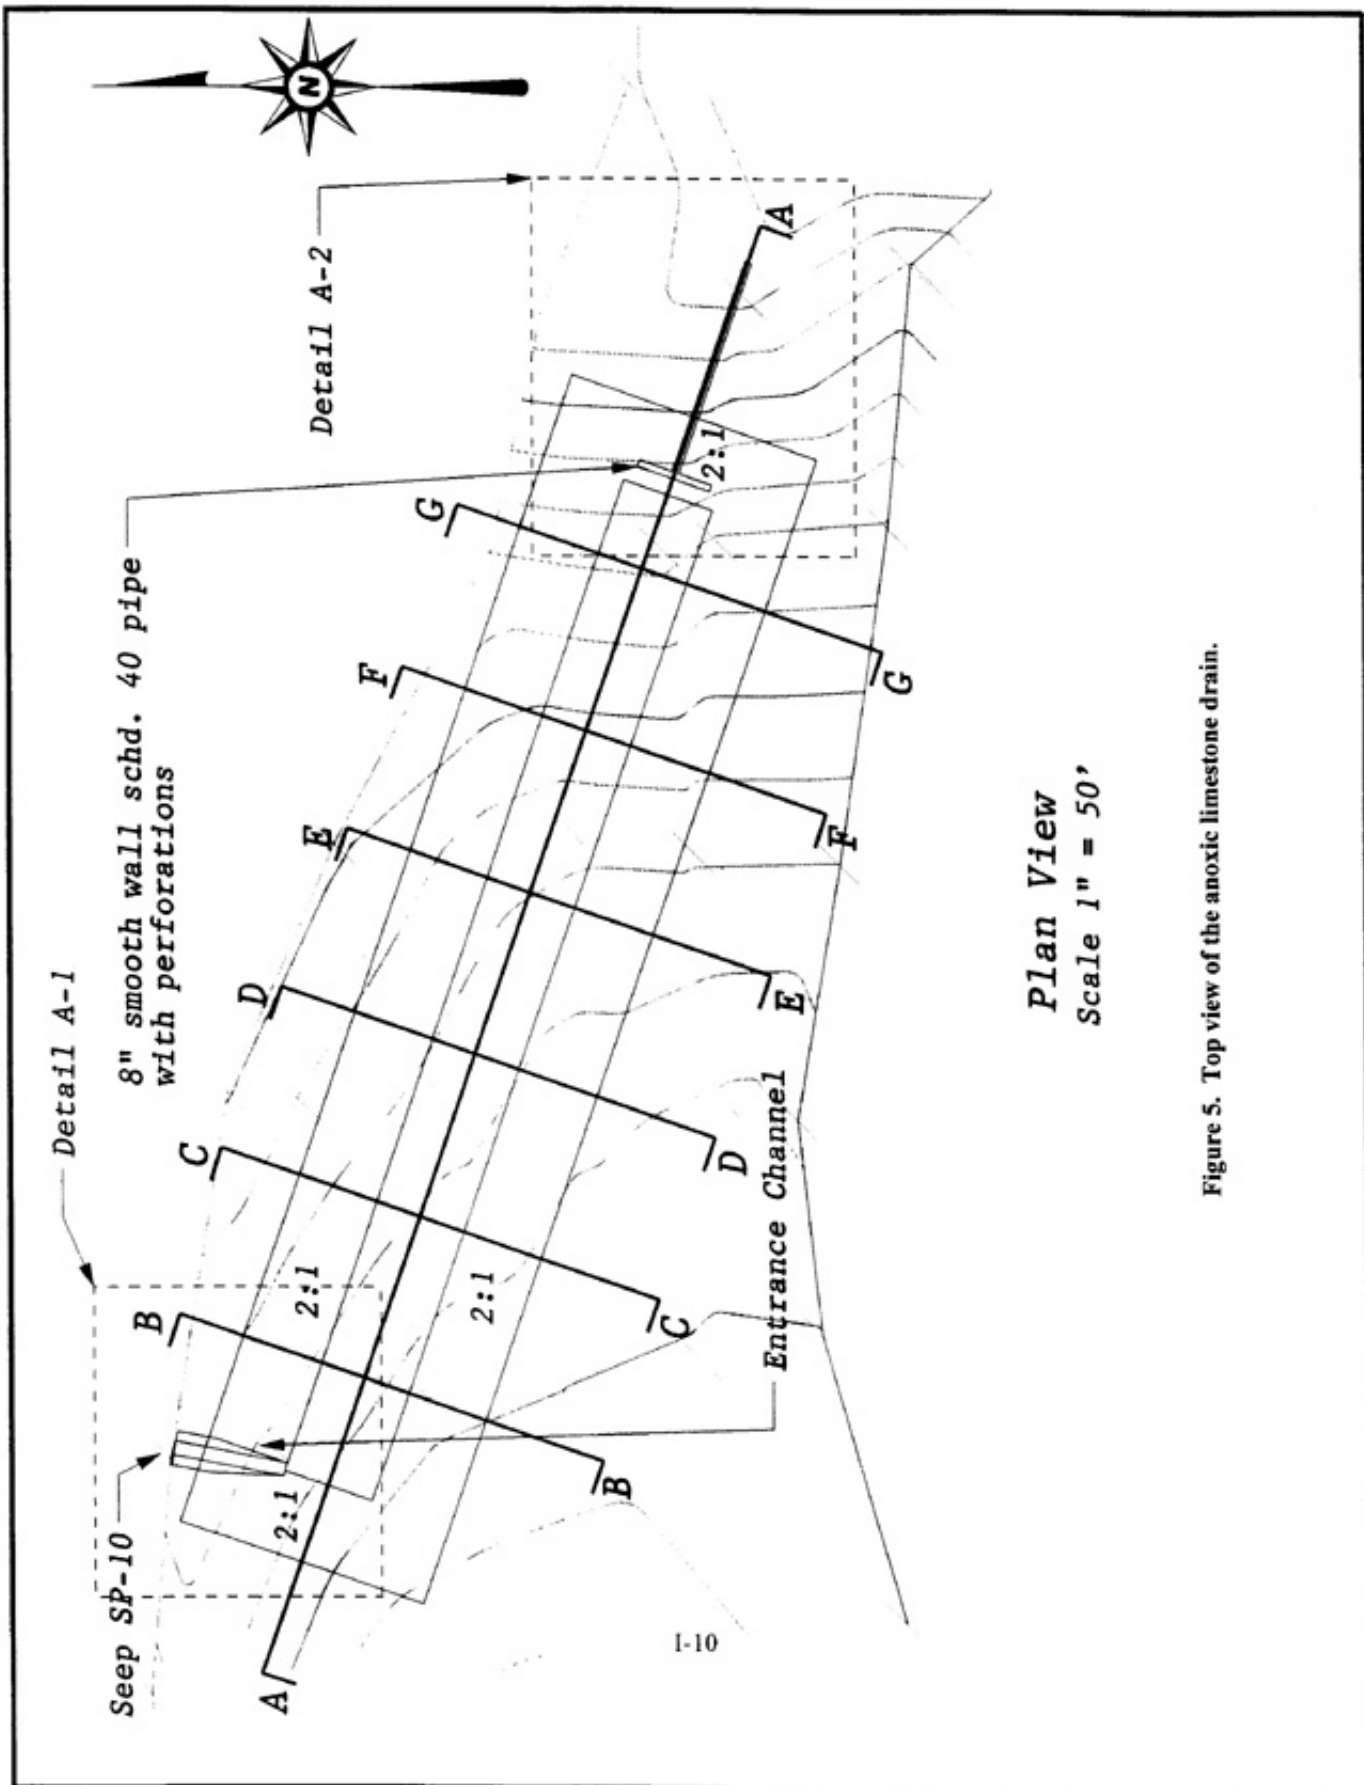 N
Detail A-1
8" smooth wall schd. 40 pipe
with perforations
Detail A-2
Seep SP-10
B
C
D
E
F
G
A
2:1
2:1
2:1
2:1
A
B
C
D
E
F
G
Entrance Channel
Plan View
Scale 1" = 50'
Figure 5. Top view of the anoxic limestone drain.
I-10